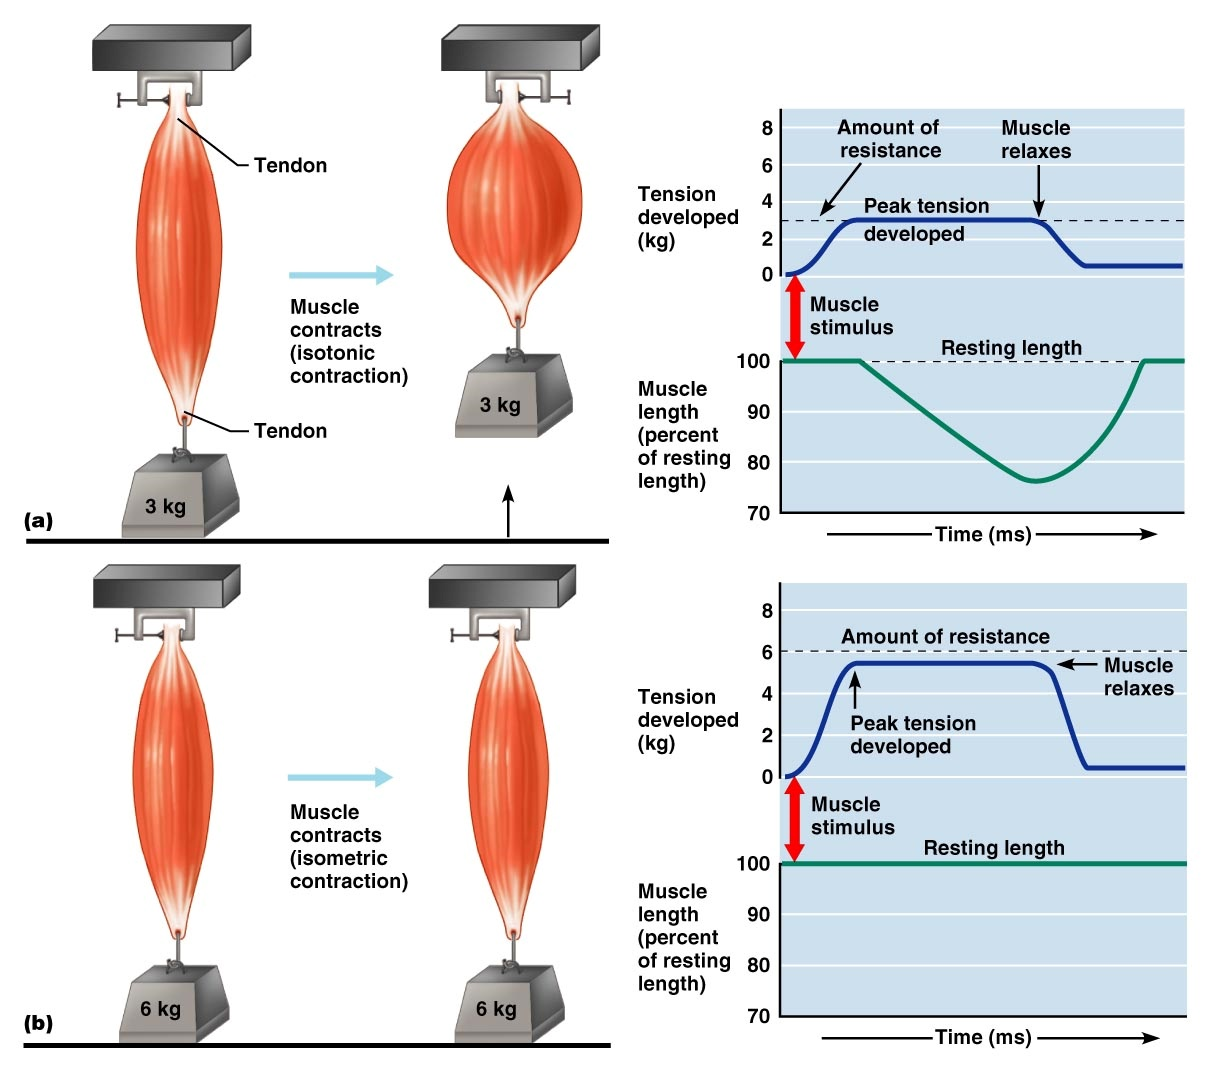 Tendon
Muscle
contracts
(isotonic
contraction)
Tendon
3 kg
3 kg
(a)
Tension
developed
(kg)
8
6
4
2
0
Amount of
resistance
Muscle
relaxes
Peak tension
developed
Muscle
stimulus
Resting length
Muscle
length
(percent
of resting
length)
100
90
80
70
Time (ms)
Muscle
contracts
(isometric
contraction)
6 kg
6 kg
(b)
Tension
developed
(kg)
8
6
4
2
0
Amount of resistance
Muscle
relaxes
Peak tension
developed
Muscle
stimulus
Resting length
Muscle
length
(percent
of resting
length)
100
90
80
70
Time (ms)